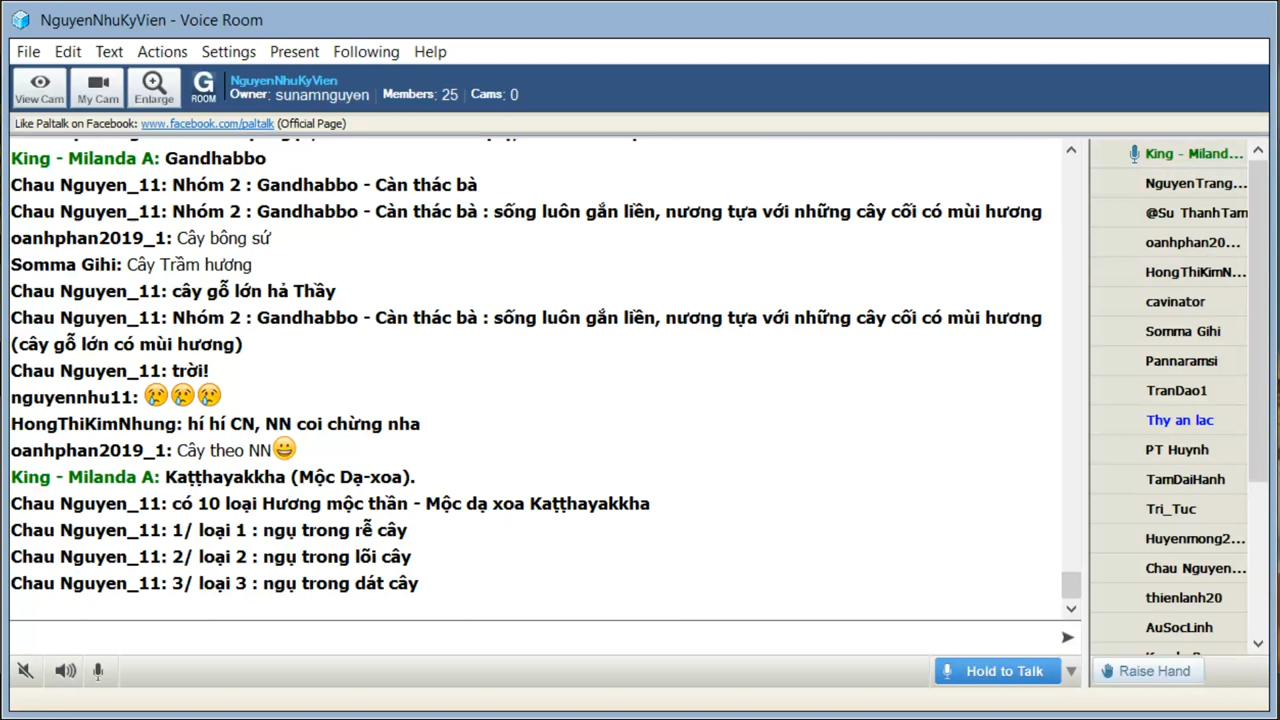 NguyenNhuKyVien - Voice Room
File Edit Text Actions Settings Present Following Help
View Cam
My Cam
Enlarge
G
ROOM
NguyenNhuKyVien
Owner: sunamnguyen Members: 25 Cams: 0
Like Paltalk on Facebook: www.facebook.com/paltalk (Official Page)
King - Milanda A: Gandhabbo
Chau Nguyen_11: Nhóm 2 : Gandhabbo - Càn thác bà
Chau Nguyen_11: Nhóm 2 : Gandhabbo - Càn thác bà : sống luôn gắn liền, nương tựa với những cây cối có mùi hương
oanhphan2019_1: Cây bông sứ
Somma Gihi: Cây Trầm hương
Chau Nguyen_11: cây gỗ lớn hả Thầy
Chau Nguyen_11: Nhóm 2 : Gandhabbo - Càn thác bà : sống luôn gắn liền, nương tựa với những cây cối có mùi hương
(cây gỗ lớn có mùi hương)
Chau Nguyen_11: trời!
nguyennhu11: 😢😢😢
HongThiKimNhung: hí hí CN, NN coi chừng nha
oanhphan2019_1: Cây theo NN😀
King - Milanda A: Kaṭṭhayakkha (Mộc Dạ-xoa).
Chau Nguyen_11: có 10 loại Hương mộc thần - Mộc dạ xoa Kaṭṭhayakkha
Chau Nguyen_11: 1/ loại 1 : ngụ trong rễ cây
Chau Nguyen_11: 2/ loại 2 : ngụ trong lõi cây
Chau Nguyen_11: 3/ loại 3 : ngụ trong dát cây
King - Miland...
NguyenTrang...
@Su ThanhTam
oanhphan20...
HongThiKimN...
cavinator
Somma Gihi
Pannaramsi
TranDao1
Thy an lac
PT Huynh
TamDaiHanh
Tri_Tuc
Huyenmong2...
Chau Nguyen...
thienlanh20
AuSocLinh
Hold to Talk
Raise Hand